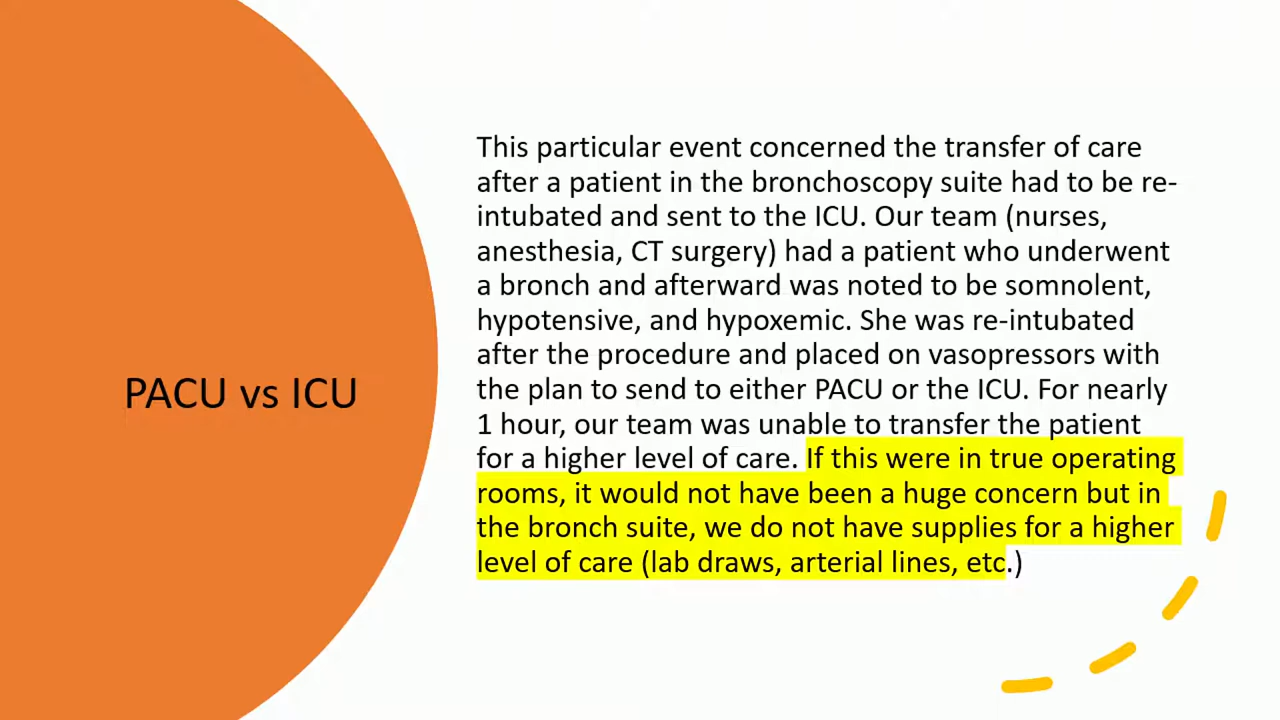 PACU vs ICU
This particular event concerned the transfer of care
after a patient in the bronchoscopy suite had to be re-
intubated and sent to the ICU. Our team (nurses,
anesthesia, CT surgery) had a patient who underwent
a bronch and afterward was noted to be somnolent,
hypotensive, and hypoxemic. She was re-intubated
after the procedure and placed on vasopressors with
the plan to send to either PACU or the ICU. For nearly
1 hour, our team was unable to transfer the patient
for a higher level of care. If this were in true operating
rooms, it would not have been a huge concern but in
the bronch suite, we do not have supplies for a higher
level of care (lab draws, arterial lines, etc.)